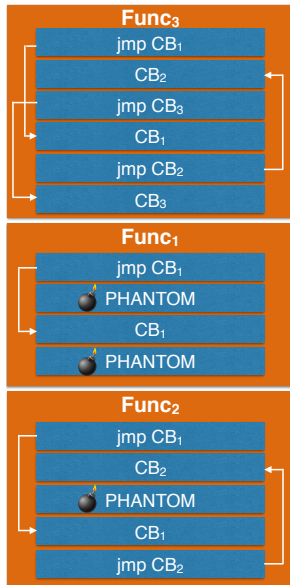 Func₃
jmp CB₁
CB₂
jmp CB₃
CB₁
jmp CB₂
CB₃
Func₁
jmp CB₁
PHANTOM
CB₁
PHANTOM
Func₂
jmp CB₁
CB₂
PHANTOM
CB₁
jmp CB₂